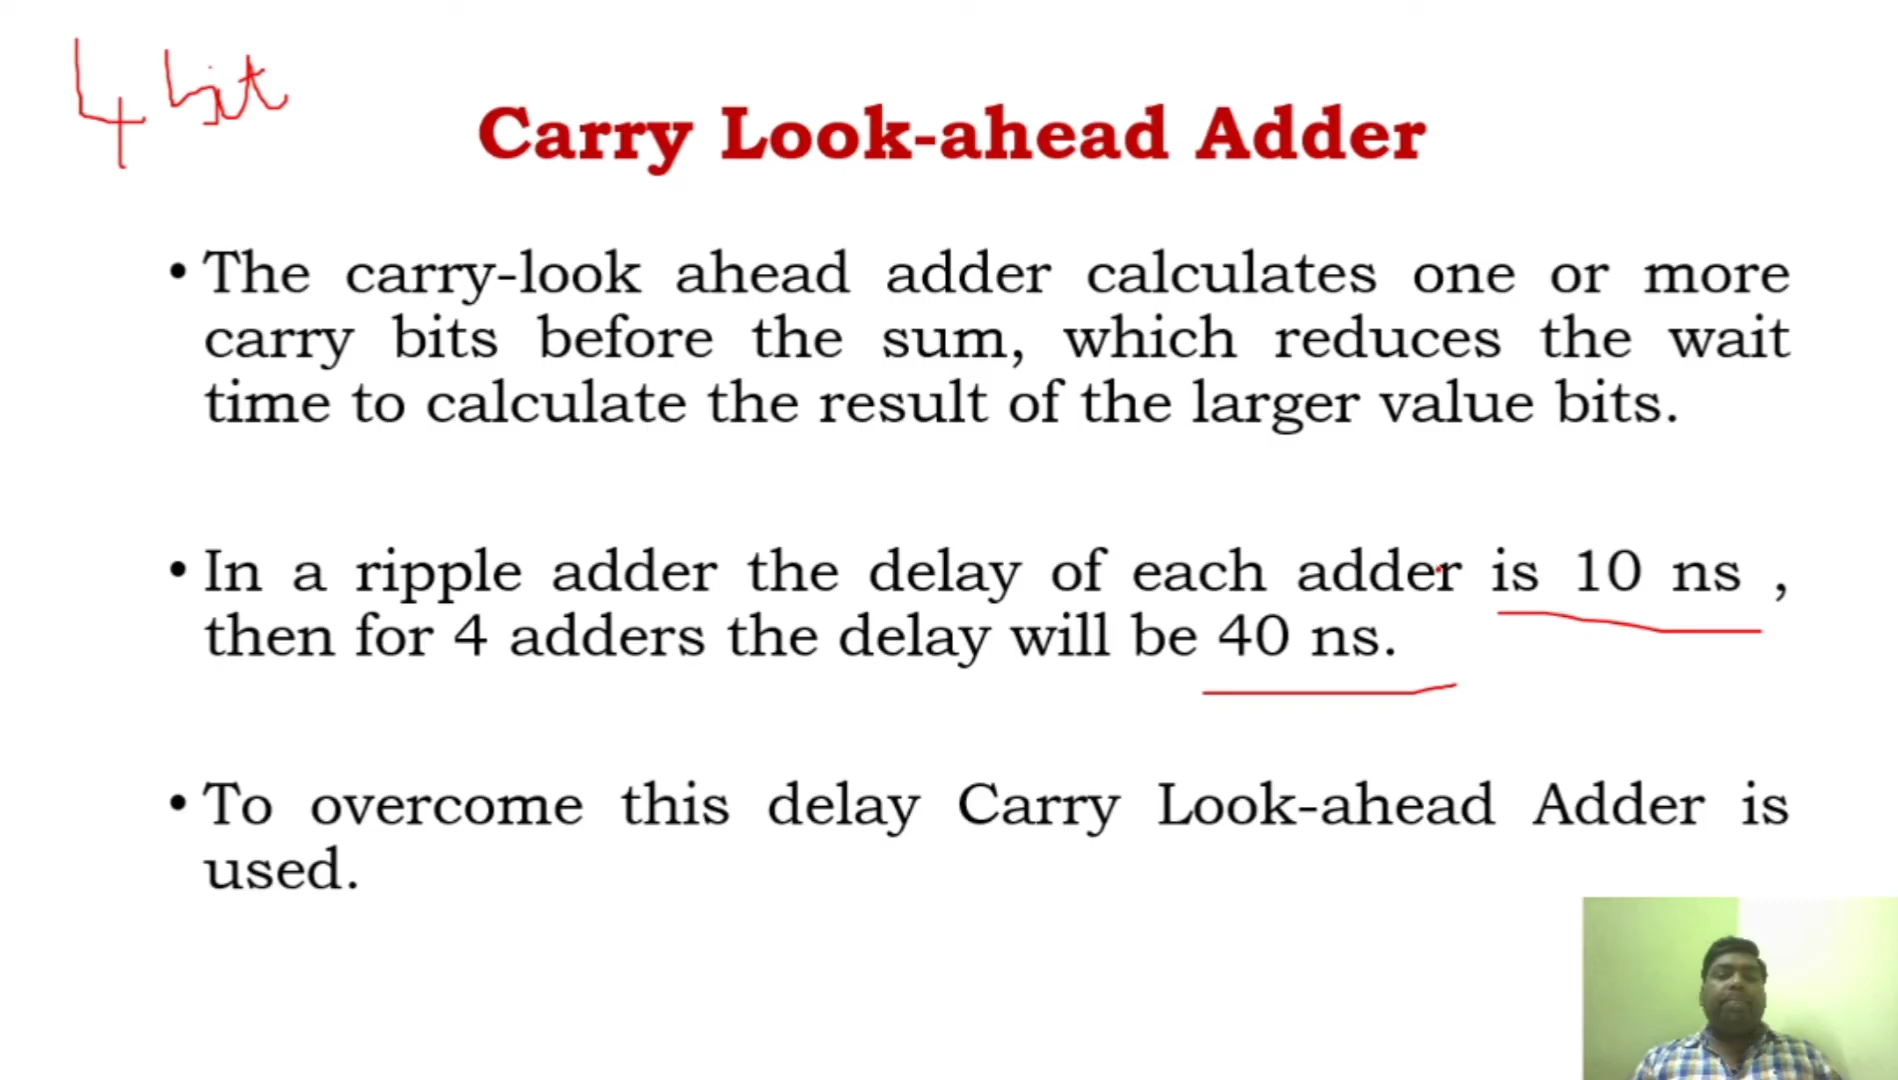 4 bit
Carry Look-ahead Adder
• The carry-look ahead adder calculates one or more
carry bits before the sum, which reduces the wait
time to calculate the result of the larger value bits.
• In a ripple adder the delay of each adder is 10 ns ,
then for 4 adders the delay will be 40 ns.
• To overcome this delay Carry Look-ahead Adder is
used.